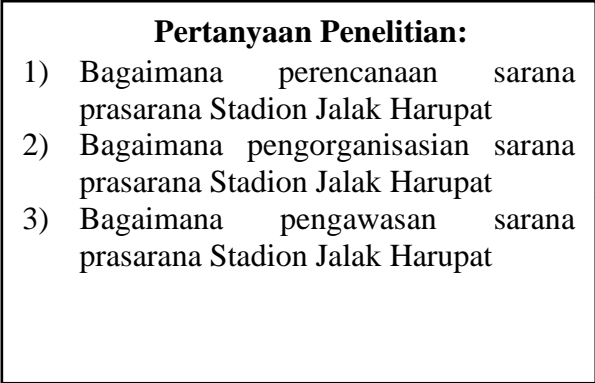 Pertanyaan Penelitian:
1) Bagaimana perencanaan sarana
prasarana Stadion Jalak Harupat
2) Bagaimana pengorganisasian sarana
prasarana Stadion Jalak Harupat
3) Bagaimana pengawasan sarana
prasarana Stadion Jalak Harupat